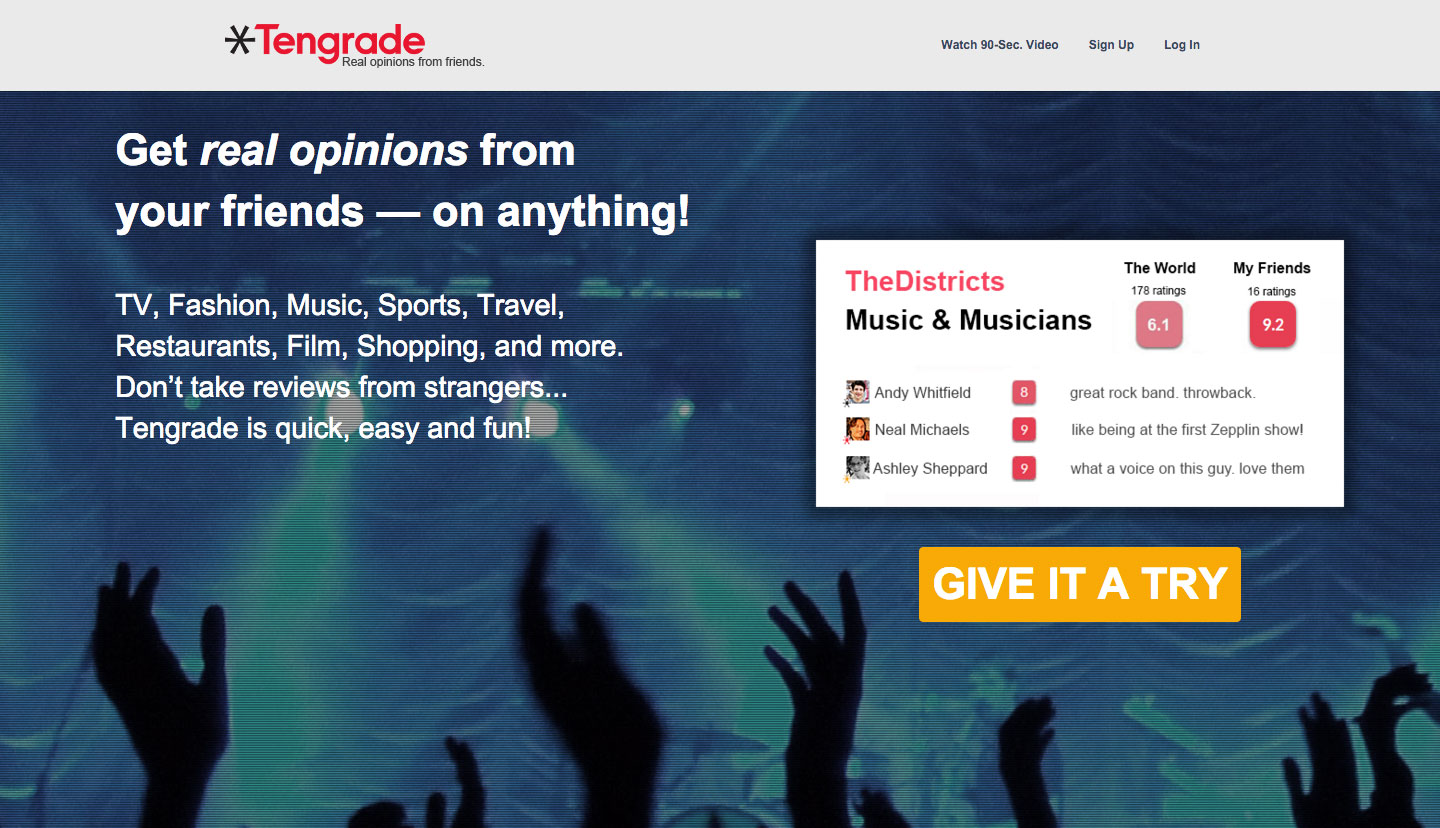 *Tengrade
Real opinions from friends.
Watch 90-Sec. Video
Sign Up
Log In
Get real opinions from
your friends — on anything!
TV, Fashion, Music, Sports, Travel,
Restaurants, Film, Shopping, and more.
Don’t take reviews from strangers...
Tengrade is quick, easy and fun!
TheDistricts
Music & Musicians
The World
178 ratings
6.1
My Friends
16 ratings
9.2
Andy Whitfield 8 great rock band. throwback.
Neal Michaels 9 like being at the first Zepplin show!
Ashley Sheppard 9 what a voice on this guy. love them
GIVE IT A TRY